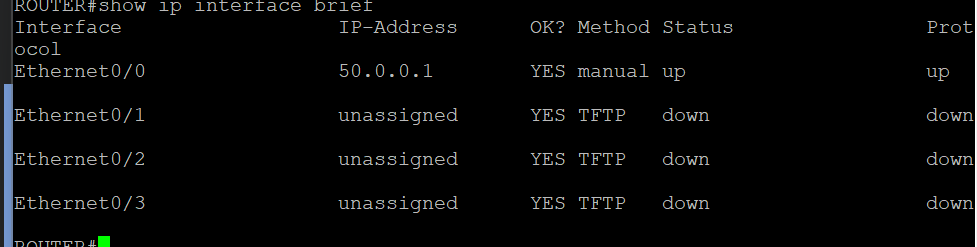 ROUTER#show ip interface brief
Interface                  IP-Address      OK? Method Status                Prot
ocol
Ethernet0/0                50.0.0.1        YES manual up                    up
Ethernet0/1                unassigned      YES TFTP   down                  down
Ethernet0/2                unassigned      YES TFTP   down                  down
Ethernet0/3                unassigned      YES TFTP   down                  down
ROUTER#